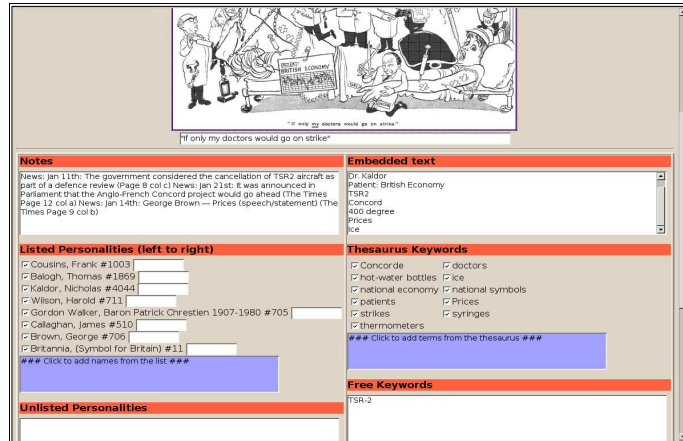 PATIENT:
BRITISH ECONOMY
"If only my doctors would go on strike"
"If only my doctors would go on strike"
Notes
News: Jan 11th: The government considered the cancellation of TSR2 aircraft as
part of a defence review (Page 8 col c) News: Jan 21st: it was announced in
Parliament that the Anglo-French Concord project would go ahead (The Times
Page 12 col a) News: Jan 14th: George Brown — Prices (speech/statement) (The
Times Page 9 col b)
Embedded text
Dr. Kaldor
Patient: British Economy
TSR2
Concord
400 degree
Prices
Ice
Listed Personalities (left to right)
Cousins, Frank #1003
Balogh, Thomas #1869
Kaldor, Nicholas #4044
Wilson, Harold #711
Gordon Walker, Baron Patrick Chrestien 1907-1980 #705
Callaghan, James #510
Brown, George #706
Britannia, (Symbol for Britain) #11
### Click to add names from the list ###
Unlisted Personalities
Thesaurus Keywords
Concorde doctors
hot-water bottles ice
national economy national symbols
patients Prices
strikes syringes
thermometers
### Click to add terms from the thesaurus ###
Free Keywords
TSR-2